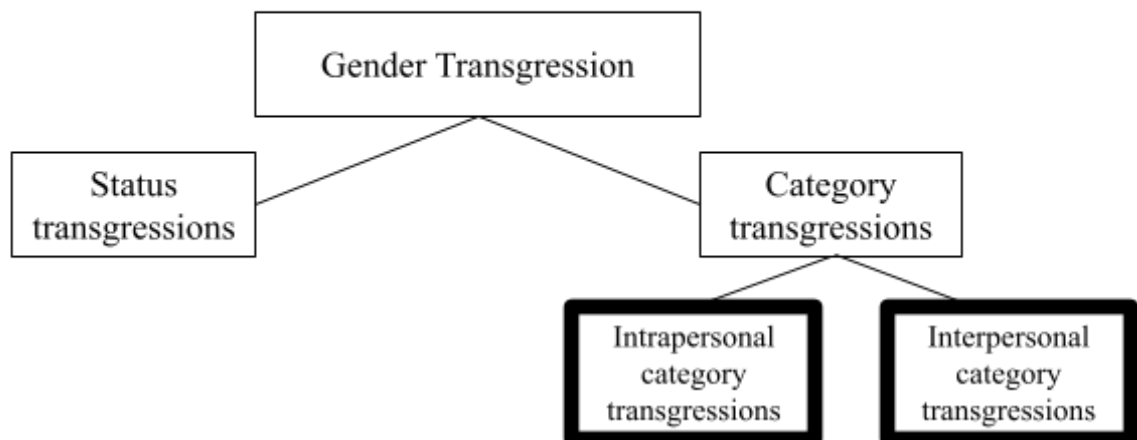 Gender Transgression
Status
transgressions
Category
transgressions
Intrapersonal
category
transgressions
Interpersonal
category
transgressions